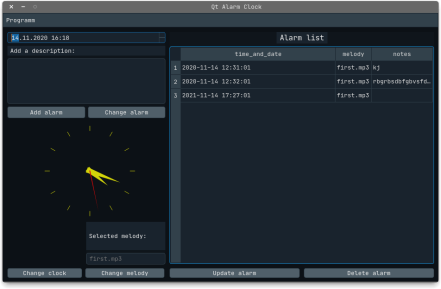 Qt Alarm Clock
Programm
14.11.2020 16:18
Add a description:
Add alarm
Change alarm
Selected melody:
first.mp3
Change clock
Change melody
Alarm list
time_and_date melody notes
1 2020-11-14 12:31:01 first.mp3 kj
2 2020-11-14 12:32:01 first.mp3 rbgrbsdbfgbvsfd…
3 2021-11-14 17:27:01 first.mp3
Update alarm
Delete alarm